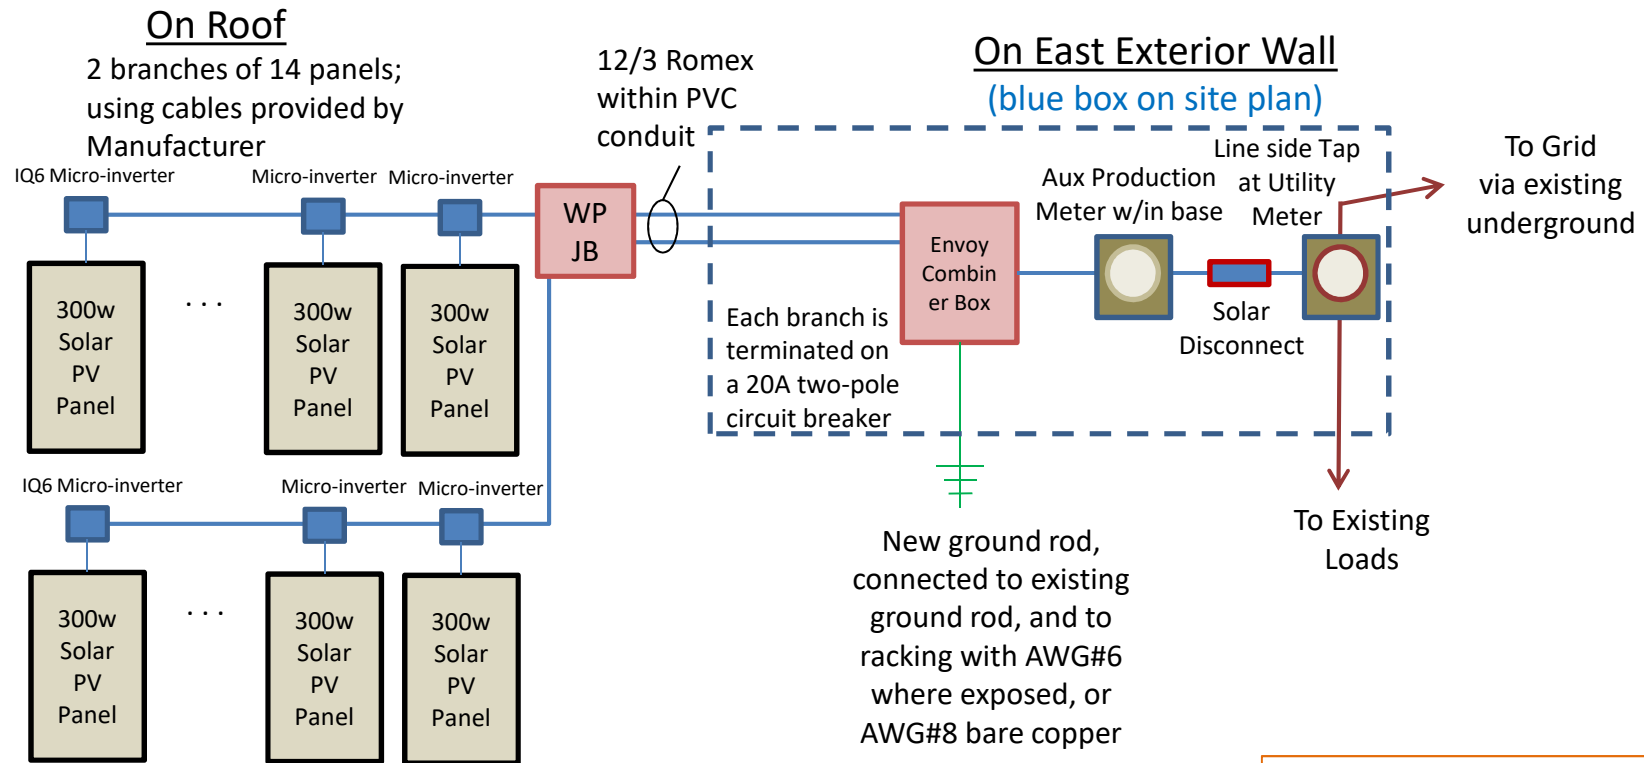 On Roof
2 branches of 14 panels;
using cables provided by
Manufacturer
12/3 Romex
within PVC
conduit
On East Exterior Wall
(blue box on site plan)
IQ6 Micro-inverter
Micro-inverter
Micro-inverter
WP
JB
300w
Solar
PV
Panel
. . .
300w
Solar
PV
Panel
300w
Solar
PV
Panel
Each branch is
terminated on
a 20A two-pole
circuit breaker
Envoy
Combin
er Box
Aux Production
Meter w/in base
Solar
Disconnect
Line side Tap
at Utility
Meter
To Grid
via existing
underground
To Existing
Loads
IQ6 Micro-inverter
Micro-inverter
Micro-inverter
300w
Solar
PV
Panel
. . .
300w
Solar
PV
Panel
300w
Solar
PV
Panel
New ground rod,
connected to existing
ground rod, and to
racking with AWG#6
where exposed, or
AWG#8 bare copper